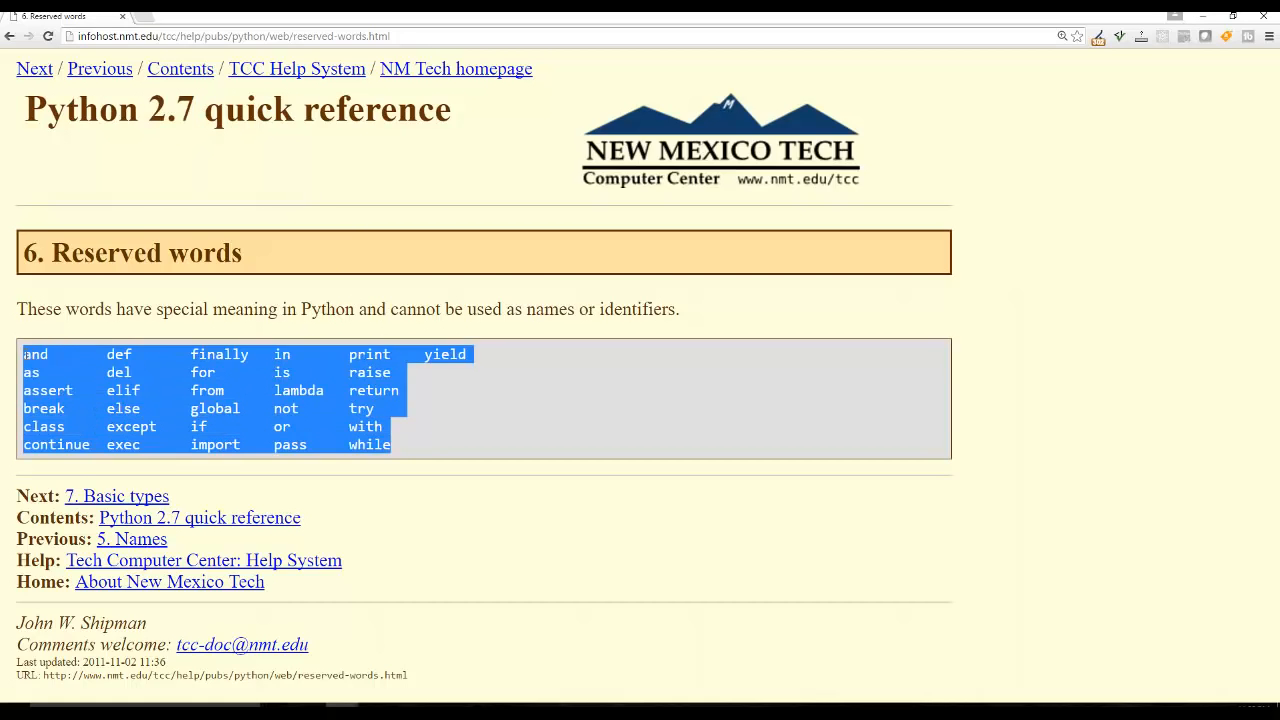 6. Reserved words
infohost.nmt.edu/tcc/help/pubs/python/web/reserved-words.html
Next / Previous / Contents / TCC Help System / NM Tech homepage
Python 2.7 quick reference
NEW MEXICO TECH
Computer Center www.nmt.edu/tcc
6. Reserved words
These words have special meaning in Python and cannot be used as names or identifiers.
and def finally in print yield
as del for is raise
assert elif from lambda return
break else global not try
class except if or with
continue exec import pass while
Next: 7. Basic types
Contents: Python 2.7 quick reference
Previous: 5. Names
Help: Tech Computer Center: Help System
Home: About New Mexico Tech
John W. Shipman
Comments welcome: tcc-doc@nmt.edu
Last updated: 2011-11-02 11:36
URL: http://www.nmt.edu/tcc/help/pubs/python/web/reserved-words.html